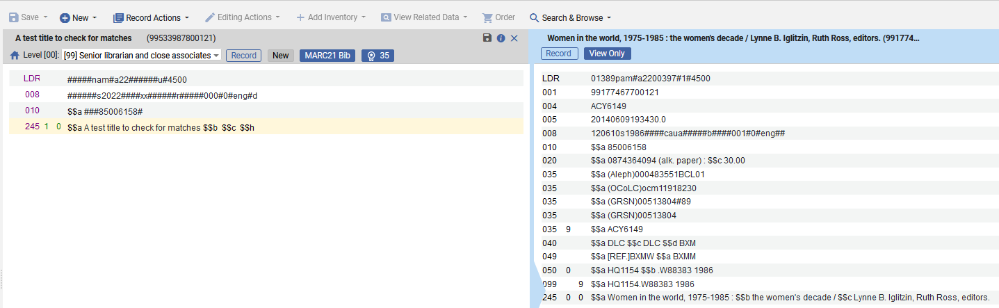 Save New Record Actions Editing Actions Add Inventory View Related Data Order Search & Browse
A test title to check for matches (99533987800121)
Level [00]: [99] Senior librarian and close associates Record New MARC21 Bib 35
LDR #####nam#a22######u#4500
008 ######s2022####xx######r#####000#0#eng#d
010 $$a ###85006158#
245 1 0 $$a A test title to check for matches $$b $$c $$h
Women in the world, 1975-1985 : the women's decade / Lynne B. Iglitzin, Ruth Ross, editors. (991774...
Record View Only
LDR 01389pam#a2200397#1#4500
001 99177467700121
004 ACY6149
005 20140609193430.0
008 120610s1986####caua#####b####001#0#eng##
010 $$a 85006158
020 $$a 0874364094 (alk. paper) : $$c 30.00
035 $$a (Aleph)000483551BCL01
035 $$a (OCoLC)ocm11918230
035 $$a (GRSN)00513804#89
035 $$a (GRSN)00513804
035 9 $$a ACY6149
040 $$a DLC $$c DLC $$d BXM
049 $$a [REF.]BXMW $$a BXMM
050 0 $$a HQ1154 $$b .W88383 1986
099 9 $$a HQ1154.W88383 1986
245 0 0 $$a Women in the world, 1975-1985 : $$b the women's decade / $$c Lynne B. Iglitzin, Ruth Ross, editors.